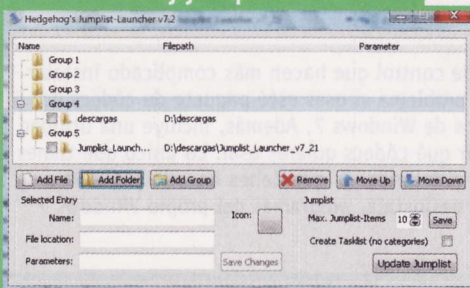 Hedgehog's Jumplist-Launcher v7.2
Name Filepath Parameter
Group 1
Group 2
Group 3
Group 4
descargas D:\descargas
Group 5
Jumplist_Launch... D:\descargas\Jumplist_Launcher_v7_21
Add File Add Folder Add Group Remove Move Up Move Down
Selected Entry Jumplist
Name: Icon: Max. Jumplist-Items 10 Save
File location: Create Tasklist (no categories)
Parameters: Save Changes Update Jumplist